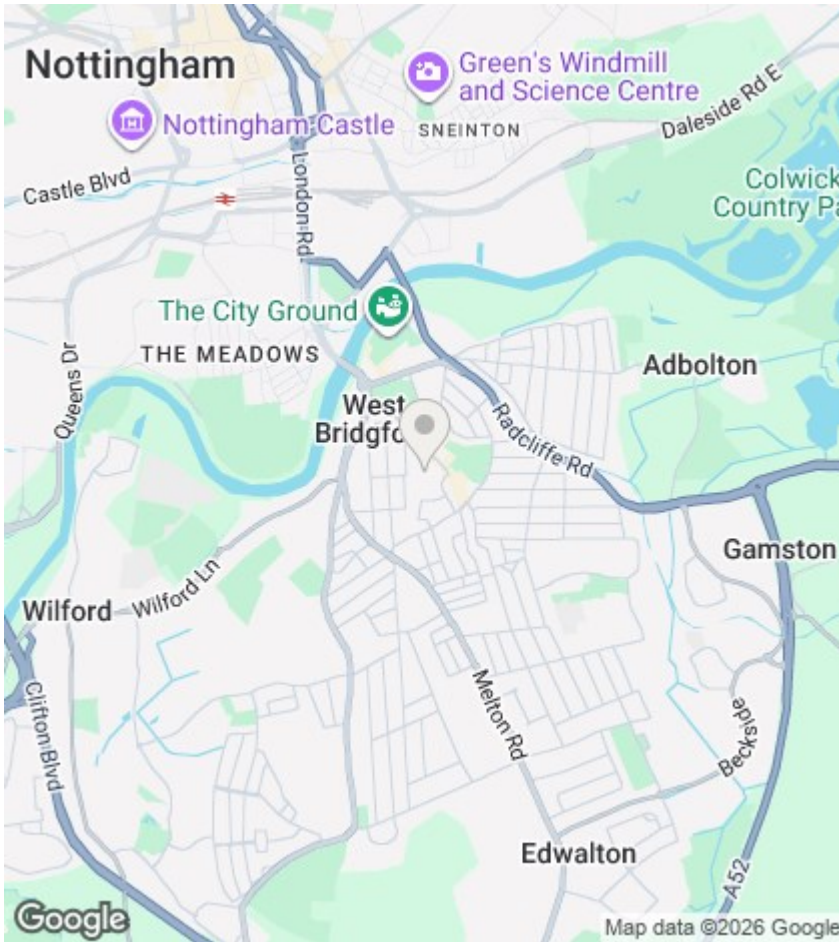 Nottingham
Green's Windmill
and Science Centre
Nottingham Castle
SNEINTON
Daleside Rd E
Castle Blvd
London Rd
Colwick
Country Pa
The City Ground
THE MEADOWS
Queens Dr
Adbolton
West
Bridgfo
Radcliffe Rd
Gamston
Wilford
Wilford Ln
Clifton Blvd
Melton Rd
Beckside
Edwalton
A52
Google
Map data ©2026 Google